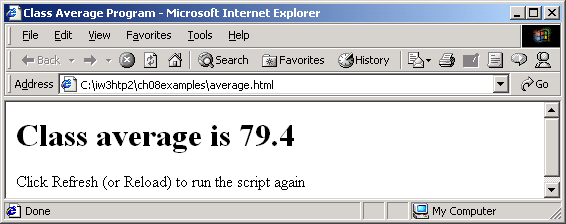 Class Average Program - Microsoft Internet Explorer
File Edit View Favorites Tools Help
Back Search Favorites History
Address C:\iw3htp2\ch08examples\average.html Go
Class average is 79.4
Click Refresh (or Reload) to run the script again
Done My Computer